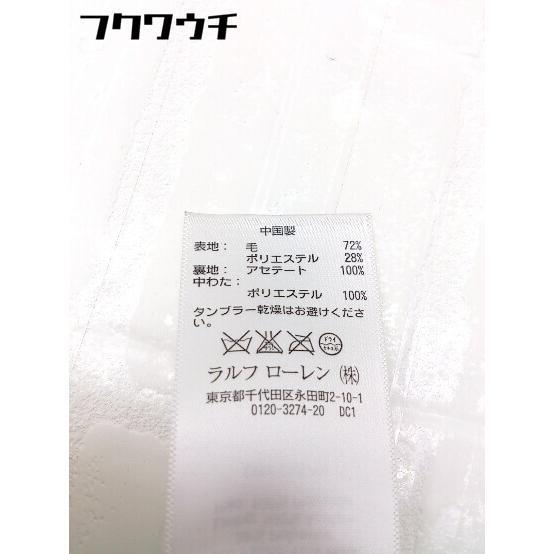 フクワウチ
中国製
表地： 毛 72%
ポリエステル 28%
裏地： アセテート 100%
中わた：
ポリエステル 100%
タンブラー乾燥はお避けくださ
い。
ドライ
ラルフ ローレン（株）
東京都千代田区永田町2-10-1
0120-3274-20 DC1